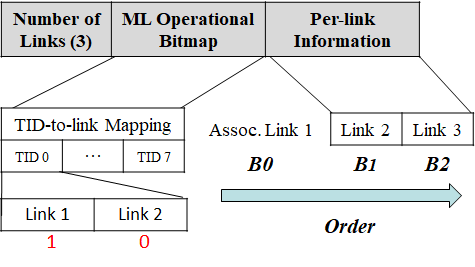 Number of Links (3)
ML Operational Bitmap
Per-link Information
TID-to-link Mapping
TID 0
...
TID 7
Assoc. Link 1
Link 2
Link 3
B0
B1
B2
Link 1
Link 2
1
0
Order